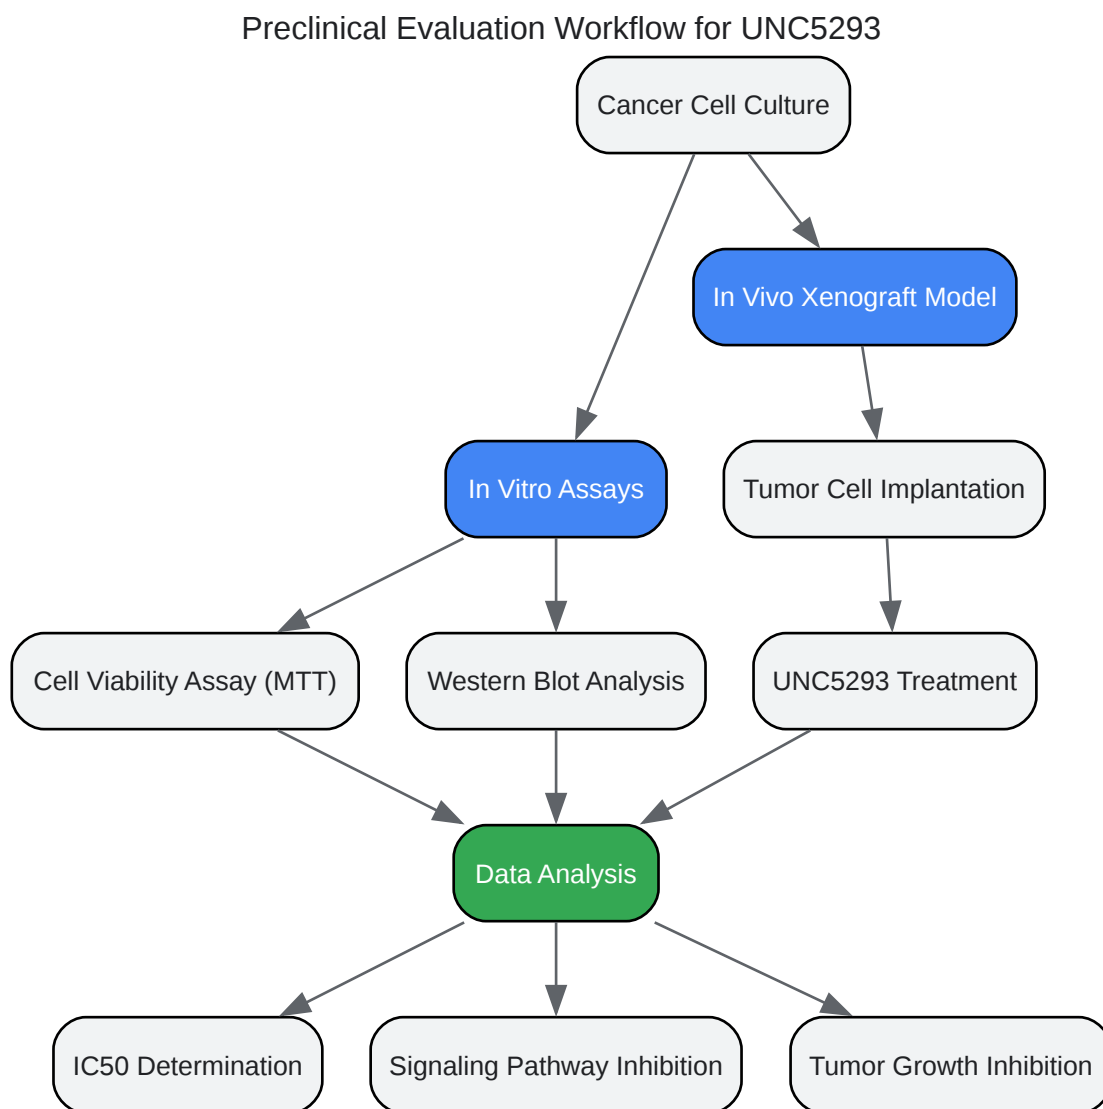 Preclinical Evaluation Workflow for UNC5293
Cancer Cell Culture
In Vivo Xenograft Model
In Vitro Assays
Tumor Cell Implantation
Cell Viability Assay (MTT)
Western Blot Analysis
UNC5293 Treatment
Data Analysis
IC50 Determination
Signaling Pathway Inhibition
Tumor Growth Inhibition